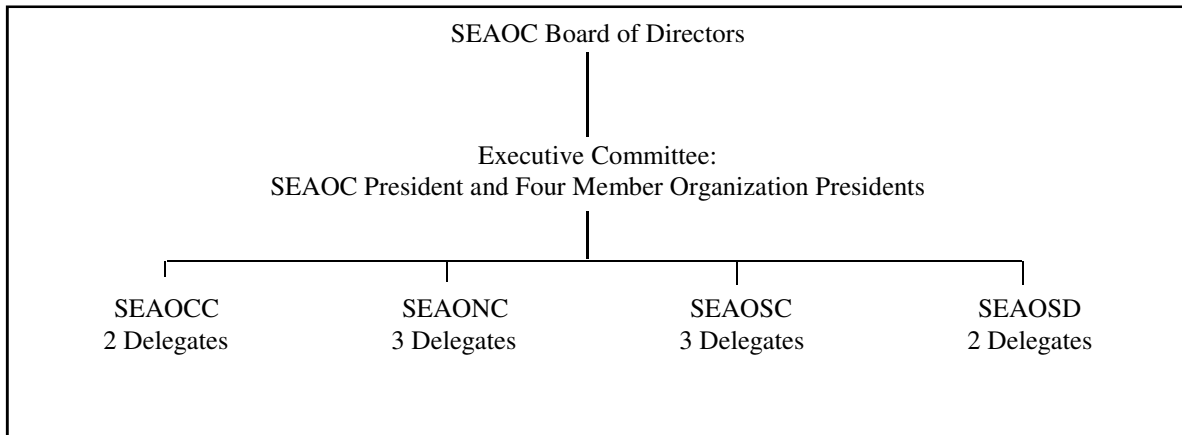 SEAOC Board of Directors
Executive Committee:
SEAOC President and Four Member Organization Presidents
SEAOCC
2 Delegates
SEAONC
3 Delegates
SEAOSC
3 Delegates
SEAOSD
2 Delegates